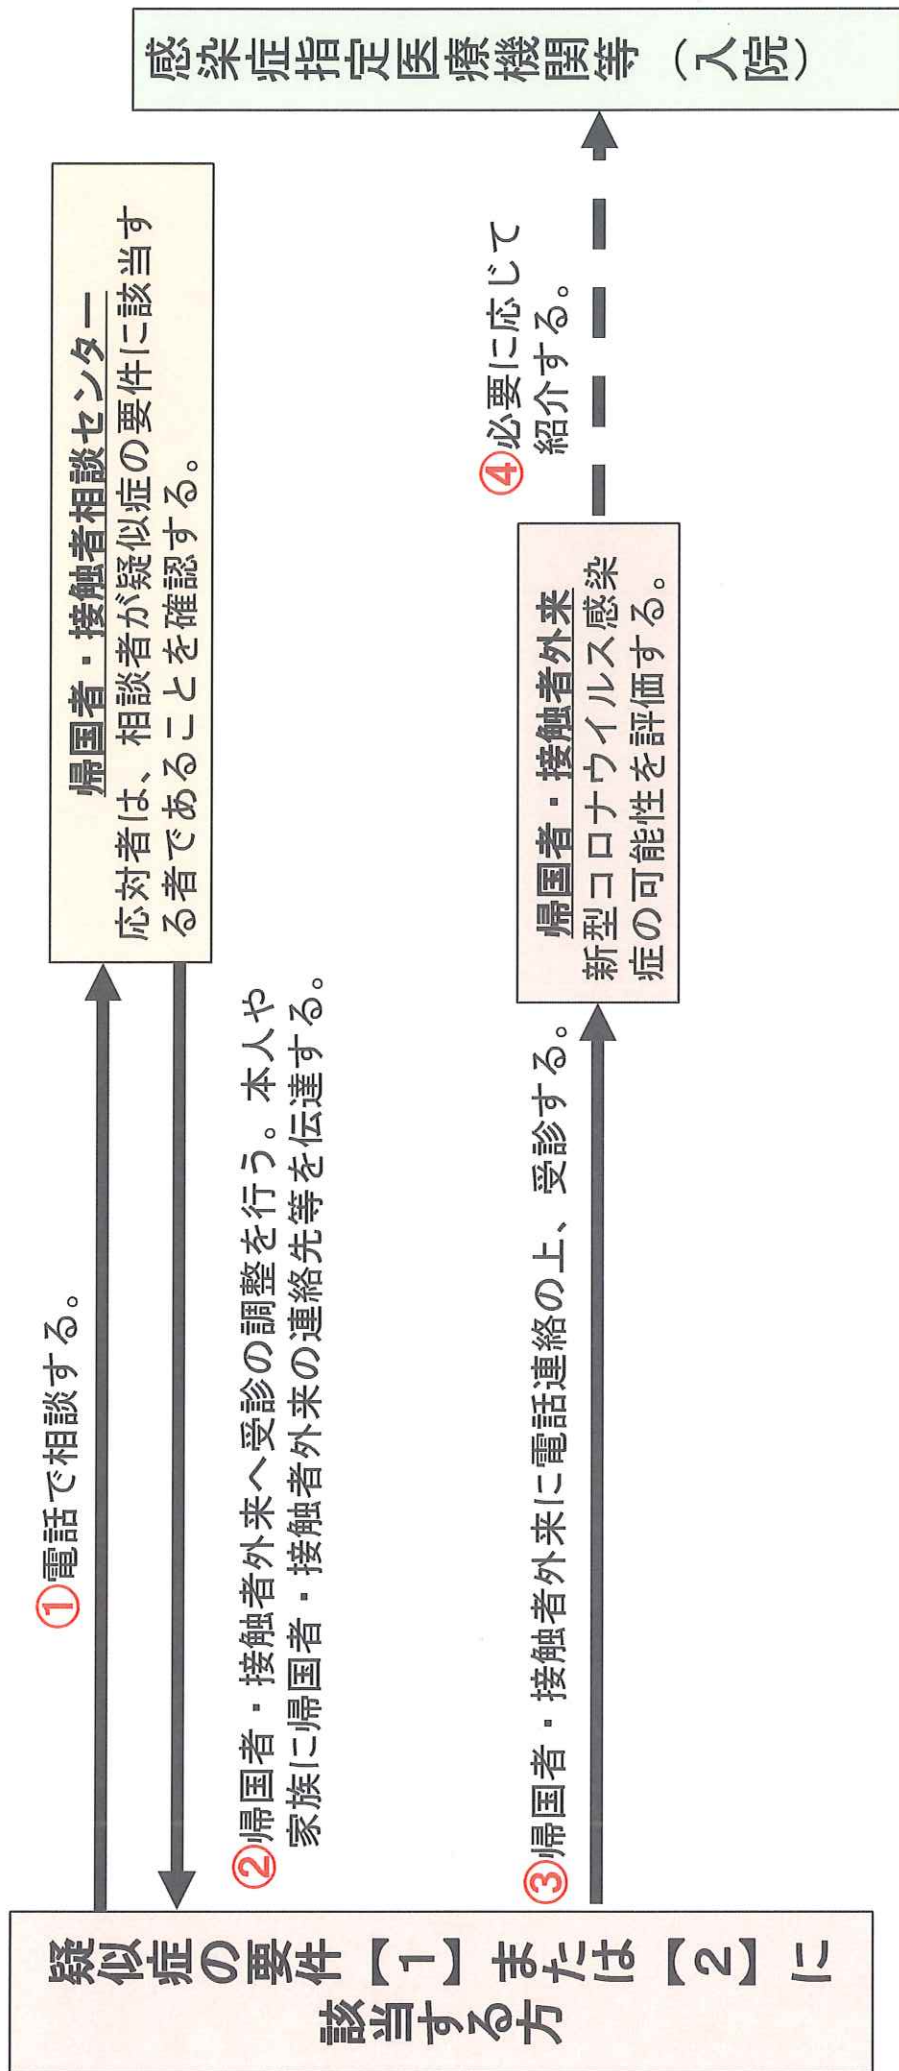 疑似症の要件【１】または【２】に
該当する方
①電話で相談する。
帰国者・接触者相談センター
応対者は、相談者が疑似症の要件に該当す
る者であることを確認する。
②帰国者・接触者外来へ受診の調整を行う。本人や
家族に帰国者・接触者外来の連絡先等を伝達する。
③帰国者・接触者外来に電話連絡の上、受診する。
帰国者・接触者外来
新型コロナウイルス感染
症の可能性を評価する。
④必要に応じて
紹介する。
感染症指定医療機関等（入院）